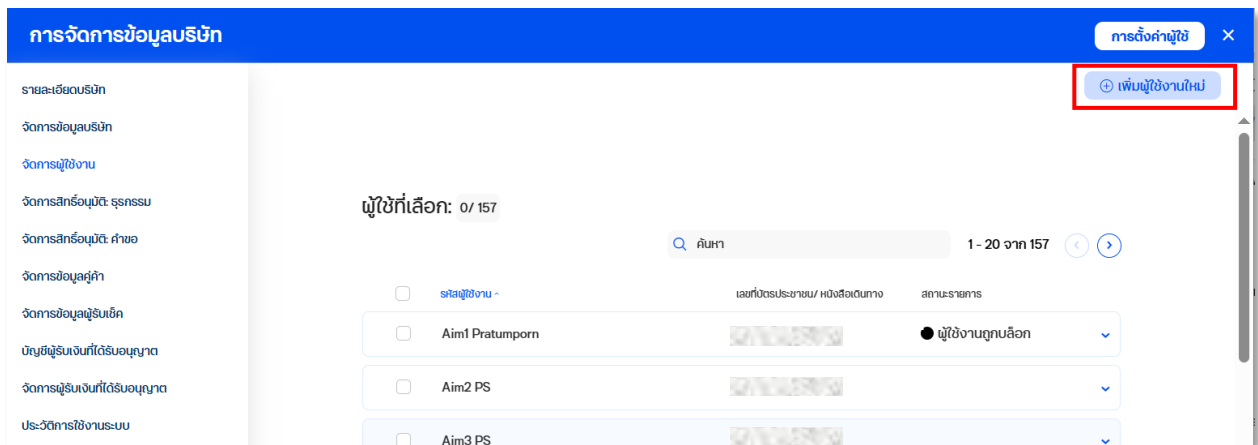 การจัดการข้อมูลบริษัท
การตั้งค่าผู้ใช้
เพิ่มผู้ใช้งานใหม่
รายละเอียดบริษัท
จัดการข้อมูลบริษัท
จัดการผู้ใช้งาน
จัดการสิทธิ์อนุมัติ: ธุรกรรม
จัดการสิทธิ์อนุมัติ: คำขอ
จัดการข้อมูลคู่ค้า
จัดการข้อมูลผู้รับเช็ค
บัญชีผู้รับเงินที่ได้รับอนุญาต
จัดการผู้รับเงินที่ได้รับอนุญาต
ประวัติการใช้งานระบบ
ผู้ใช้ที่เลือก: 0/ 157
ค้นหา
1 - 20 จาก 157
รหัสผู้ใช้งาน เลขที่บัตรประชาชน/ หนังสือเดินทาง สถานะรายการ
Aim1 Pratumporn ผู้ใช้งานถูกบล็อก
Aim2 PS
Aim3 PS